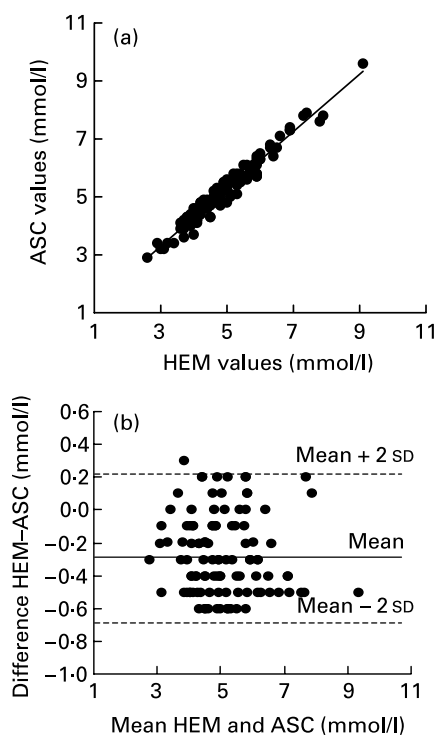 (a)
11
9
7
5
3
1
ASC values (mmol/l)
1 3 5 7 9 11
HEM values (mmol/l)
(b)
0·6
0·4
0·2
0·0
−0·2
−0·4
−0·6
−0·8
−1·0
Difference HEM–ASC (mmol/l)
Mean + 2 SD
Mean
Mean − 2 SD
1 3 5 7 9 11
Mean HEM and ASC (mmol/l)